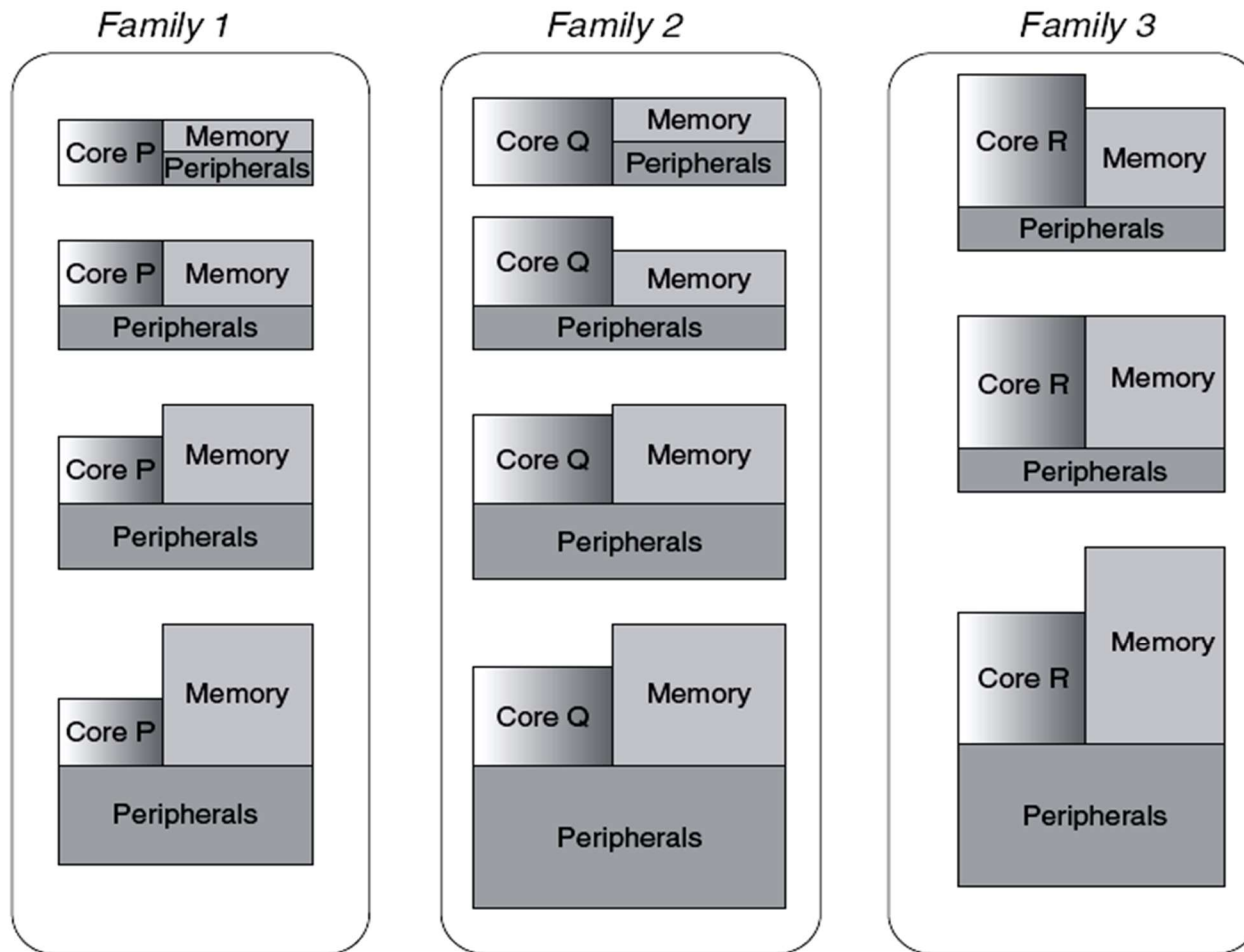 Family 1
Family 2
Family 3
Core P
Memory
Peripherals
Core P
Memory
Peripherals
Core P
Memory
Peripherals
Core P
Memory
Peripherals
Core Q
Memory
Peripherals
Core Q
Memory
Peripherals
Core Q
Memory
Peripherals
Core Q
Memory
Peripherals
Core R
Memory
Peripherals
Core R
Memory
Peripherals
Core R
Memory
Peripherals